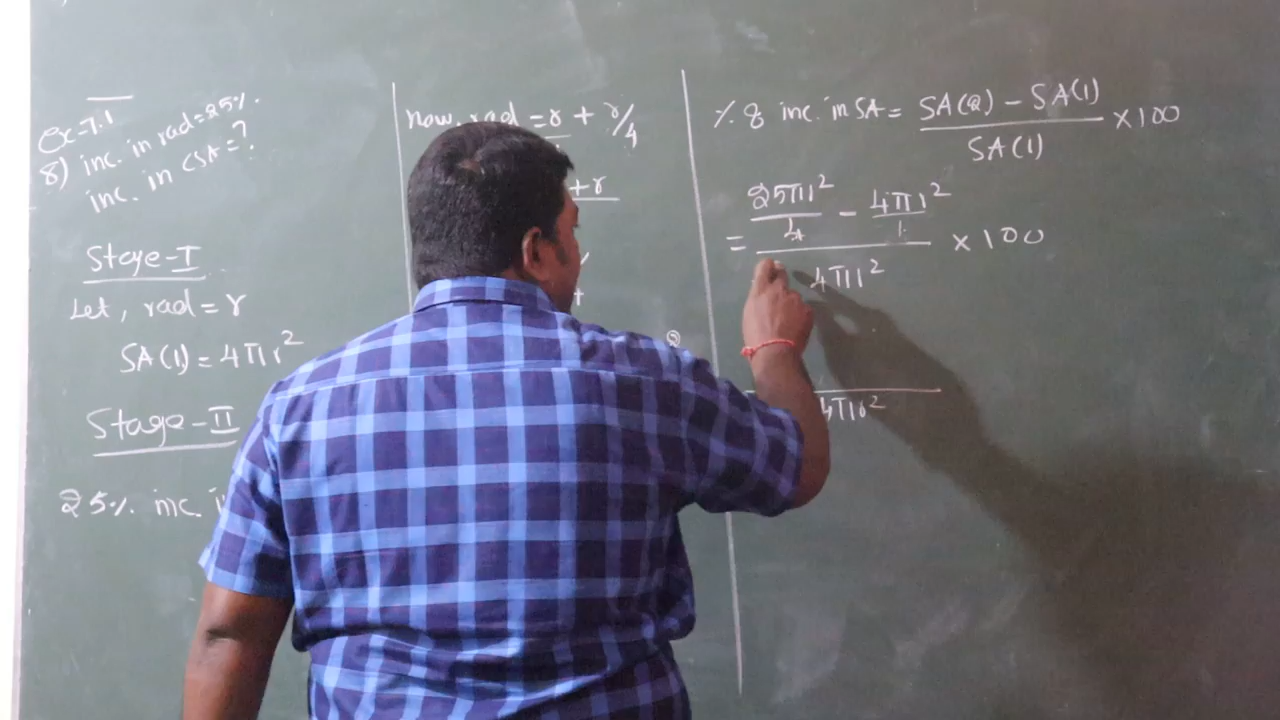 Ex-7.1
8) inc. in rad = 25%.
inc. in CSA = ?
Stage-I
Let, rad = r
SA(1) = 4πr²
Stage-II
25% inc.
now, rad = r + r/4
+r
% of inc. in SA = SA(2) - SA(1) / SA(1) × 100
= 25πr²/4 - 4πr²/1 / 4πr² × 100
4πr²